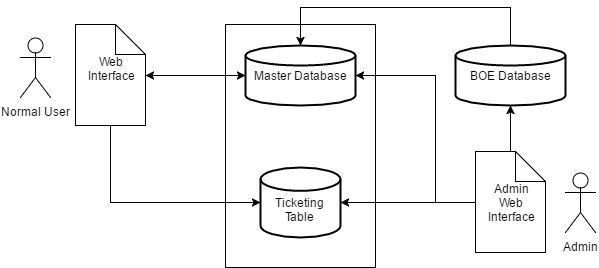 Web
Interface
Master Database
BOE Database
Normal User
Ticketing
Table
Admin
Web
Interface
Admin